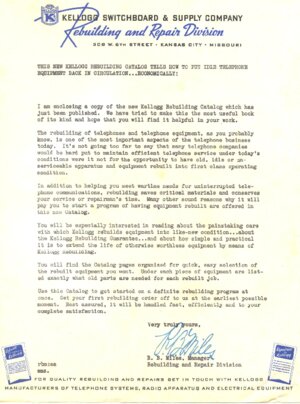 KELLOGG SWITCHBOARD & SUPPLY COMPANY
Rebuilding and Repair Division
308 W. 6TH STREET · KANSAS CITY · MISSOURI
THIS NEW KELLOGG REBUILDING CATALOG TELLS HOW TO PUT IDLE TELEPHONE
EQUIPMENT BACK IN CIRCULATION...ECONOMICALLY!
I am enclosing a copy of the new Kellogg Rebuilding Catalog which has
just been published. We have tried to make this the most useful book
of its kind and hope that you will find it helpful in your work.
The rebuilding of telephones and telephone equipment, as you probably
know, is one of the most important aspects of the telephone business
today. It's not going too far to say that many telephone companies
would be hard put to maintain efficient telephone service under today's
conditions were it not for the opportunity to have old, idle or un-
serviceable apparatus and equipment rebuilt into first class operating
condition.
In addition to helping you meet wartime needs for uninterrupted tele-
phone communications, rebuilding saves critical materials and conserves
your service or repairmen's time. Many other sound reasons why it will
pay you to start a program of having equipment rebuilt are offered in
this new Catalog.
You will be especially interested in reading about the painstaking care
with which Kellogg rebuilds equipment into like-new condition...about
the Kellogg Rebuilding Guarantee...and about how simple and practical
it is to extend the life of otherwise worthless equipment by means of
Kellogg Rebuilding.
You will find the Catalog pages organized for quick, easy selection of
the rebuilt equipment you want. Under each piece of equipment are list-
ed exactly what old parts are needed for each rebuilt job.
Use this Catalog to get started on a definite rebuilding program at
once. Get your first rebuilding order off to us at the earliest possible
moment. Rest assured, it will be handled fast, efficiently and to your
complete satisfaction.
Very truly yours,
Miles, Manager
Rebuilding and Repair Division
Kellogg
Kellogg
FOR QUALITY REBUILDING AND REPAIRS GET IN TOUCH WITH KELLOGG
MANUFACTURERS OF TELEPHONE SYSTEMS, RADIO APPARATUS AND ELECTRICAL EQUIPMENT